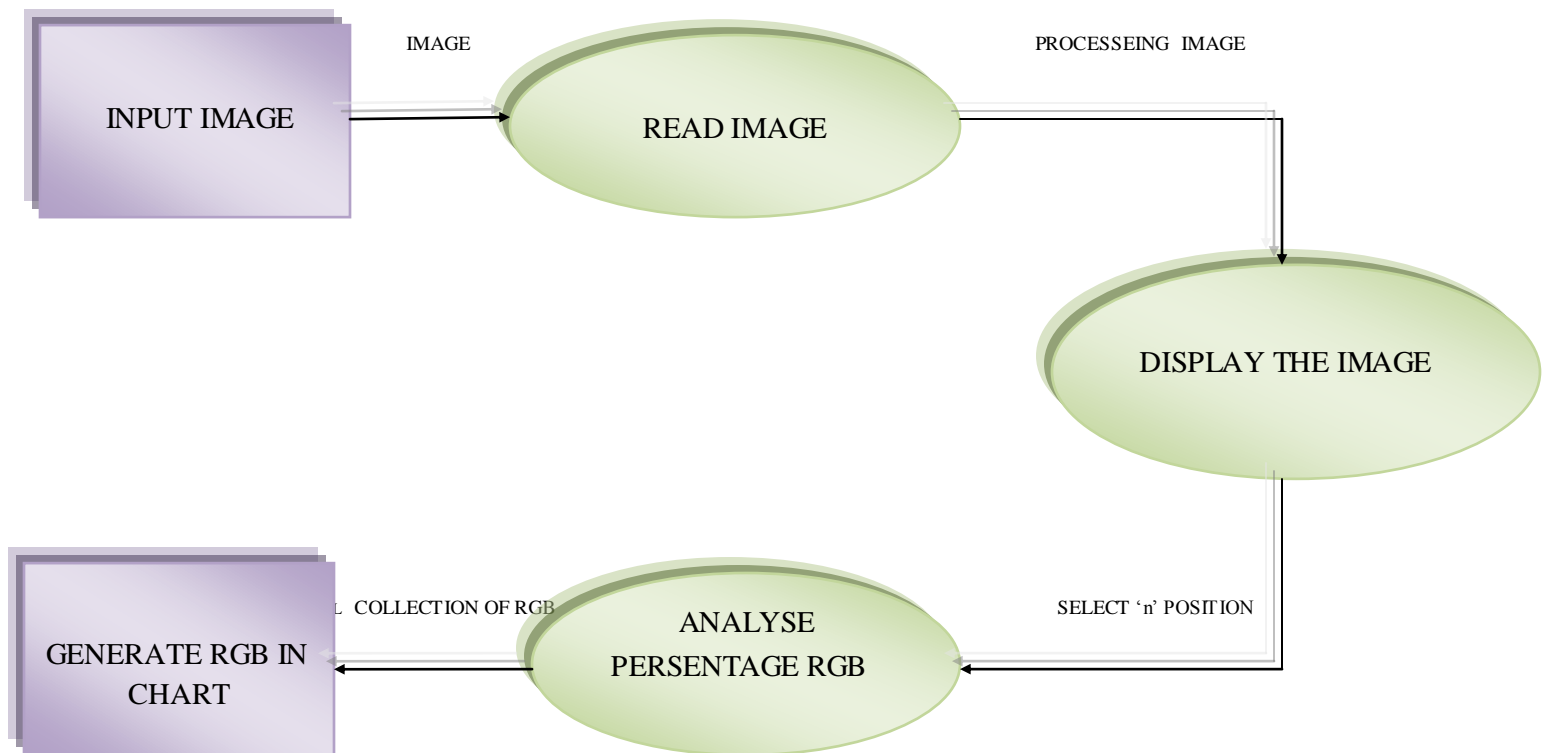 IMAGE
PROCESSEING IMAGE
INPUT IMAGE
READ IMAGE
DISPLAY THE IMAGE
SELECT ‘n’ POSITION
COLLECTION OF RGB
ANALYSE
PERSENTAGE RGB
GENERATE RGB IN
CHART